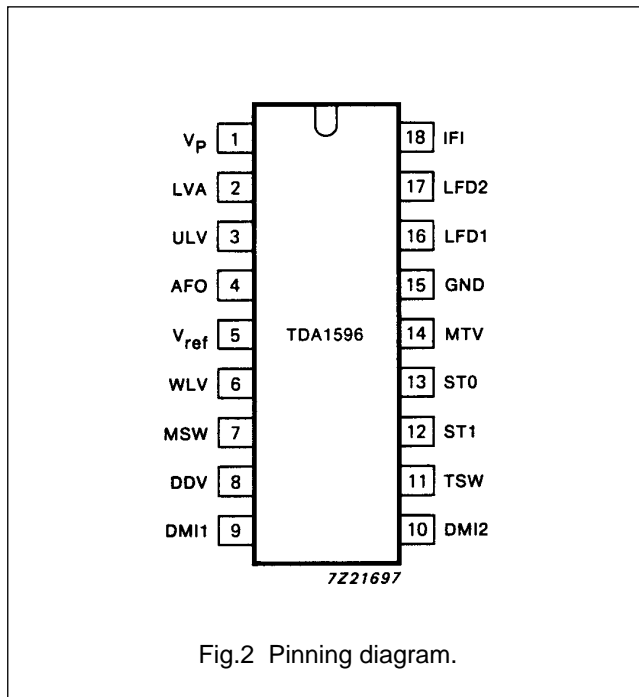 V_P 1 18 IFI
LVA 2 17 LFD2
ULV 3 16 LFD1
AFO 4 15 GND
V_ref 5 TDA1596 14 MTV
WLV 6 13 ST0
MSW 7 12 ST1
DDV 8 11 TSW
DMI1 9 10 DMI2
7Z21697
Fig.2 Pinning diagram.